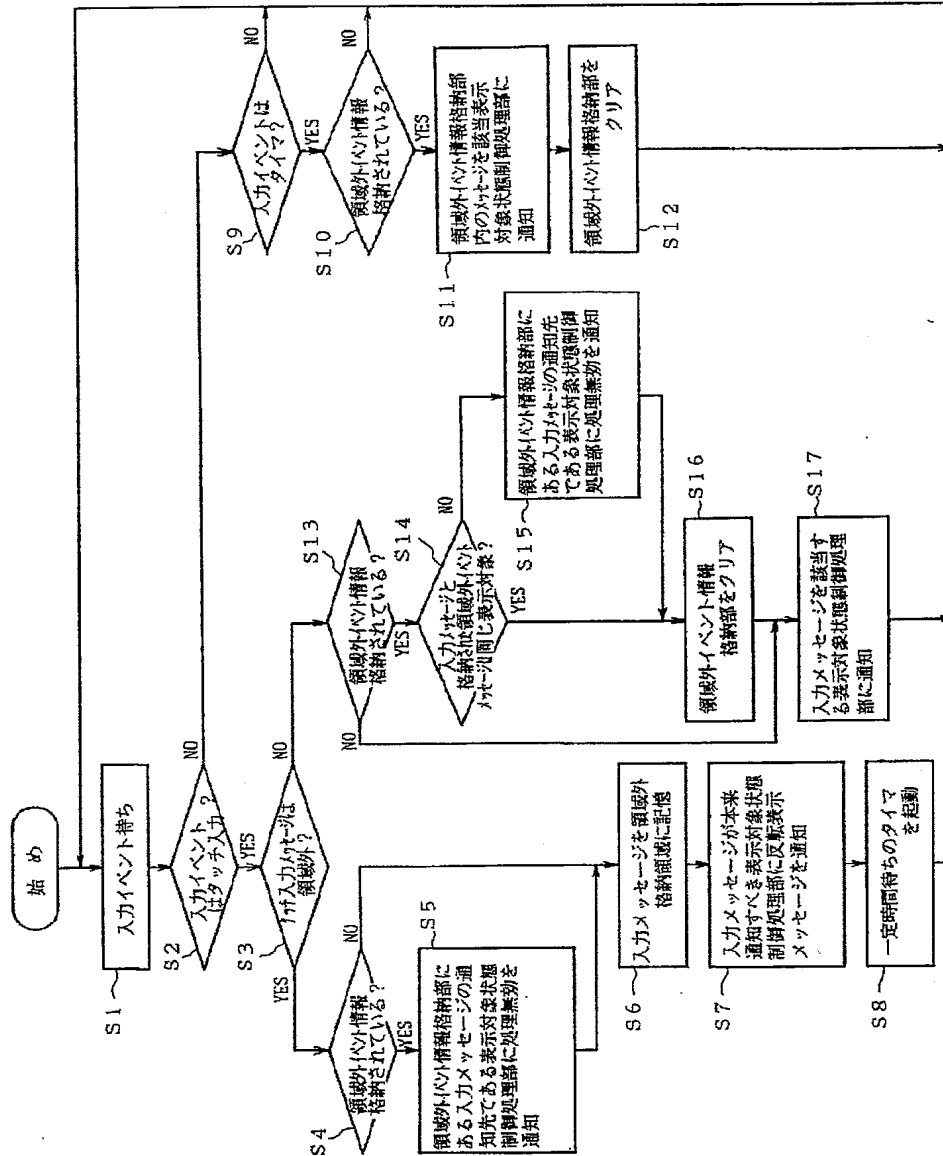 始め
S1
入力イベント待ち
S2
入力イベント
はタッチ入力？
NO
YES
S3
タッチ入力メッセージは
領域外？
YES
NO
S4
領域外イベント情報
格納されている？
NO
YES
S5
領域外イベント情報格納部に
ある入力メッセージの通
知先である表示対象状態
制御処理部に処理無効を
通知
S6
入力メッセージを領域外
格納領域に記憶
S7
入力メッセージが本来
通知すべき表示対象状態
制御処理部に反転表示
メッセージを通知
S8
一定時間待ちのタイマ
を起動
S13
領域外イベント情報
格納されている？
NO
YES
S14
入力メッセージと
格納された領域外イベント
メッセージは同じ表示対象？
NO
YES
S15
領域外イベント情報格納部に
ある入力メッセージの通知先
である表示対象状態制御
処理部に処理無効を通知
S16
領域外イベント情報
格納部をクリア
S17
入力メッセージを該当す
る表示対象状態制御処理
部に通知
S9
入力イベントは
タイマ？
NO
YES
S10
領域外イベント情報
格納されている？
NO
YES
S11
領域外イベント情報格納部
内のメッセージを該当表示
対象状態制御処理部に
通知
S12
領域外イベント情報格納部を
クリア